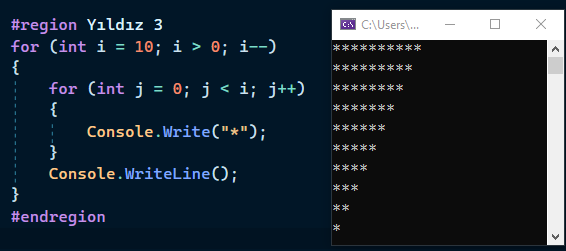 #region Yıldız 3
for (int i = 10; i > 0; i--)
{
    for (int j = 0; j < i; j++)
    {
        Console.Write("*");
    }
    Console.WriteLine();
}
#endregion
C:\Users\...
**********
*********
********
*******
******
*****
****
***
**
*